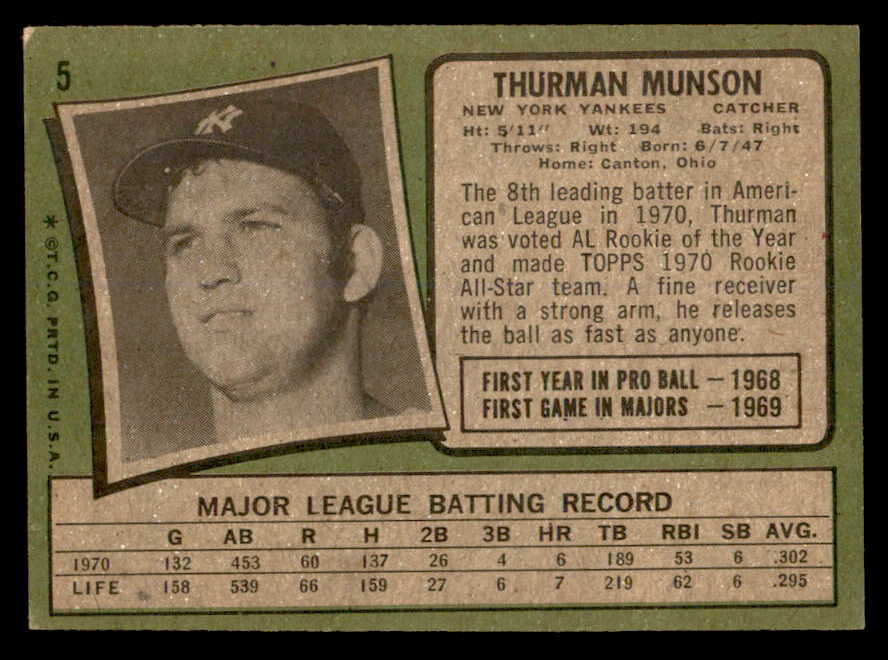 5
NY
THURMAN MUNSON
NEW YORK YANKEES CATCHER
Ht: 5'11" Wt: 194 Bats: Right
Throws: Right Born: 6/7/47
Home: Canton, Ohio
The 8th leading batter in Ameri-
can League in 1970, Thurman
was voted AL Rookie of the Year
and made TOPPS 1970 Rookie
All-Star team. A fine receiver
with a strong arm, he releases
the ball as fast as anyone.
FIRST YEAR IN PRO BALL — 1968
FIRST GAME IN MAJORS — 1969
* © T.C.G. PRTD. IN U.S.A.
MAJOR LEAGUE BATTING RECORD
G AB R H 2B 3B HR TB RBI SB AVG.
1970 132 453 60 137 26 4 6 189 53 6 .302
LIFE 158 539 66 159 27 6 7 219 62 6 .295